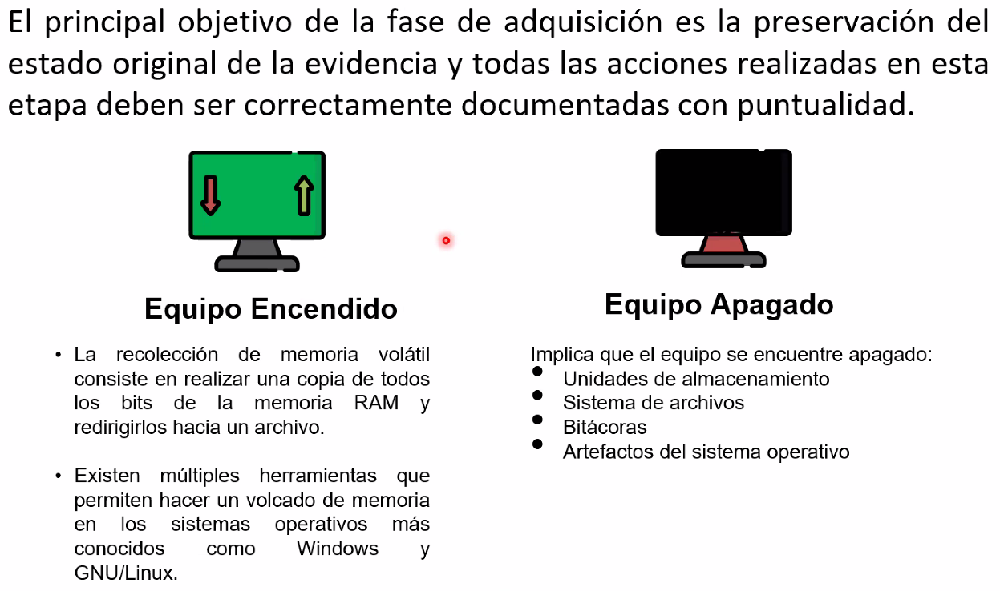 El principal objetivo de la fase de adquisición es la preservación del
estado original de la evidencia y todas las acciones realizadas en esta
etapa deben ser correctamente documentadas con puntualidad.
Equipo Encendido
• La recolección de memoria volátil
consiste en realizar una copia de todos
los bits de la memoria RAM y
redirigirlos hacia un archivo.
• Existen múltiples herramientas que
permiten hacer un volcado de memoria
en los sistemas operativos más
conocidos como Windows y
GNU/Linux.
Equipo Apagado
Implica que el equipo se encuentre apagado:
• Unidades de almacenamiento
• Sistema de archivos
• Bitácoras
• Artefactos del sistema operativo